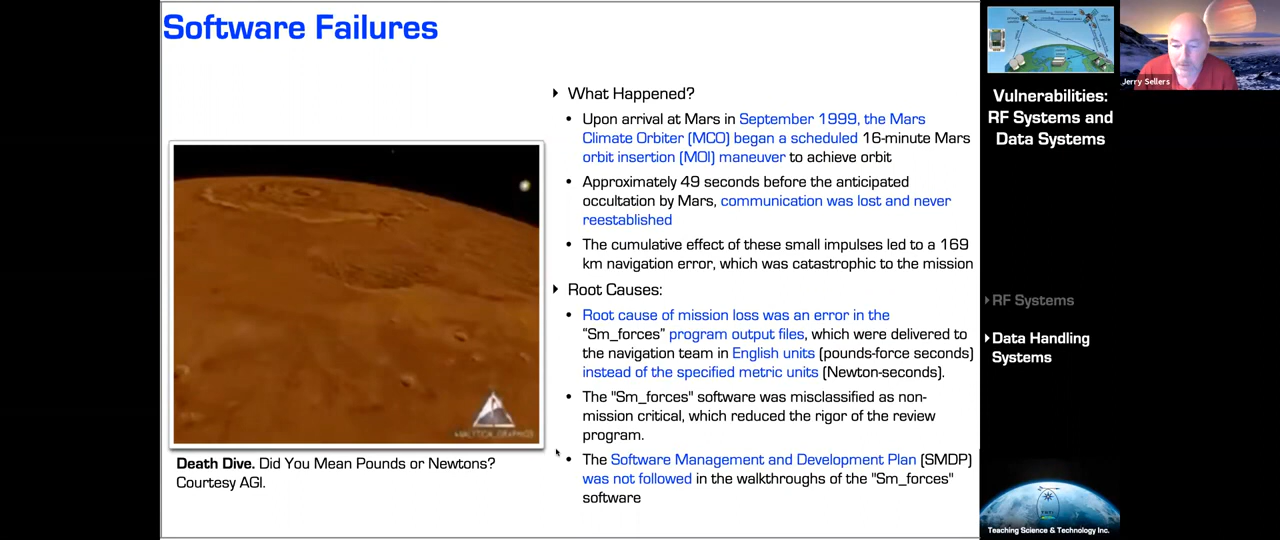 Software Failures
What Happened?
• Upon arrival at Mars in September 1999, the Mars
Climate Orbiter (MCO) began a scheduled 16-minute Mars
orbit insertion (MOI) maneuver to achieve orbit
• Approximately 49 seconds before the anticipated
occultation by Mars, communication was lost and never
reestablished
• The cumulative effect of these small impulses led to a 169
km navigation error, which was catastrophic to the mission
Root Causes:
• Root cause of mission loss was an error in the
“Sm_forces” program output files, which were delivered to
the navigation team in English units (pounds-force seconds)
instead of the specified metric units (Newton-seconds).
• The "Sm_forces" software was misclassified as non-
mission critical, which reduced the rigor of the review
program.
• The Software Management and Development Plan (SMDP)
was not followed in the walkthroughs of the "Sm_forces"
software
ANALYTICAL GRAPHICS
Death Dive. Did You Mean Pounds or Newtons?
Courtesy AGI.
Vulnerabilities:
RF Systems and
Data Systems
RF Systems
Data Handling
Systems
Teaching Science & Technology Inc.
Jerry Sellers